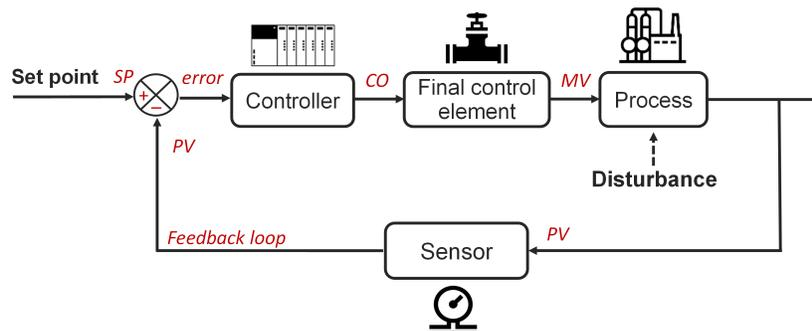 Set point
SP
error
CO
MV
+
−
Controller
Final control
element
Process
PV
Disturbance
Feedback loop
Sensor
PV